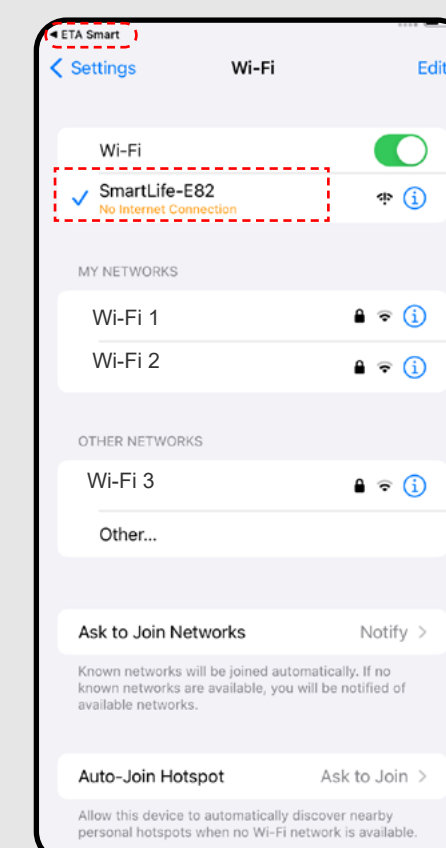 ETA Smart
Settings Wi-Fi Edit
Wi-Fi
SmartLife-E82
No Internet Connection
MY NETWORKS
Wi-Fi 1
Wi-Fi 2
OTHER NETWORKS
Wi-Fi 3
Other...
Ask to Join Networks Notify
Known networks will be joined automatically. If no
known networks are available, you will be notified of
available networks.
Auto-Join Hotspot Ask to Join
Allow this device to automatically discover nearby
personal hotspots when no Wi-Fi network is available.